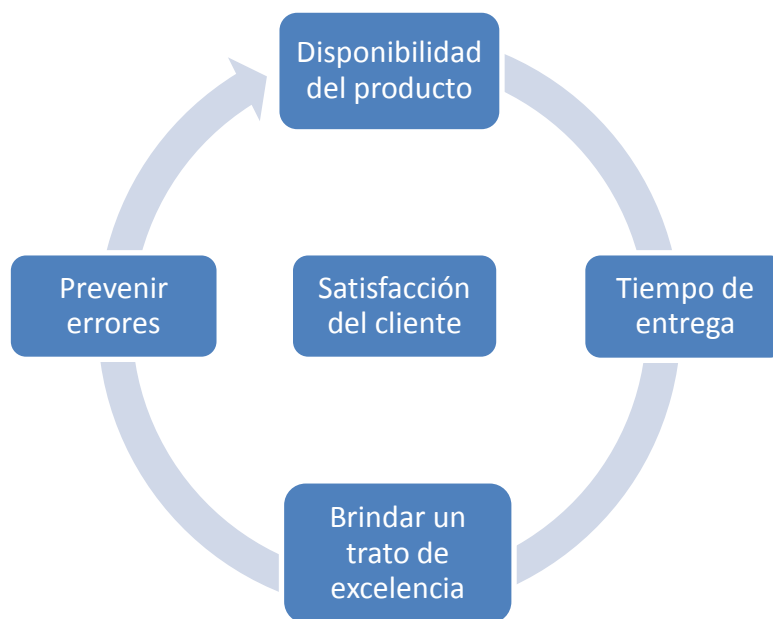 Disponibilidad
del producto
Prevenir
errores
Satisfacción
del cliente
Tiempo de
entrega
Brindar un
trato de
excelencia